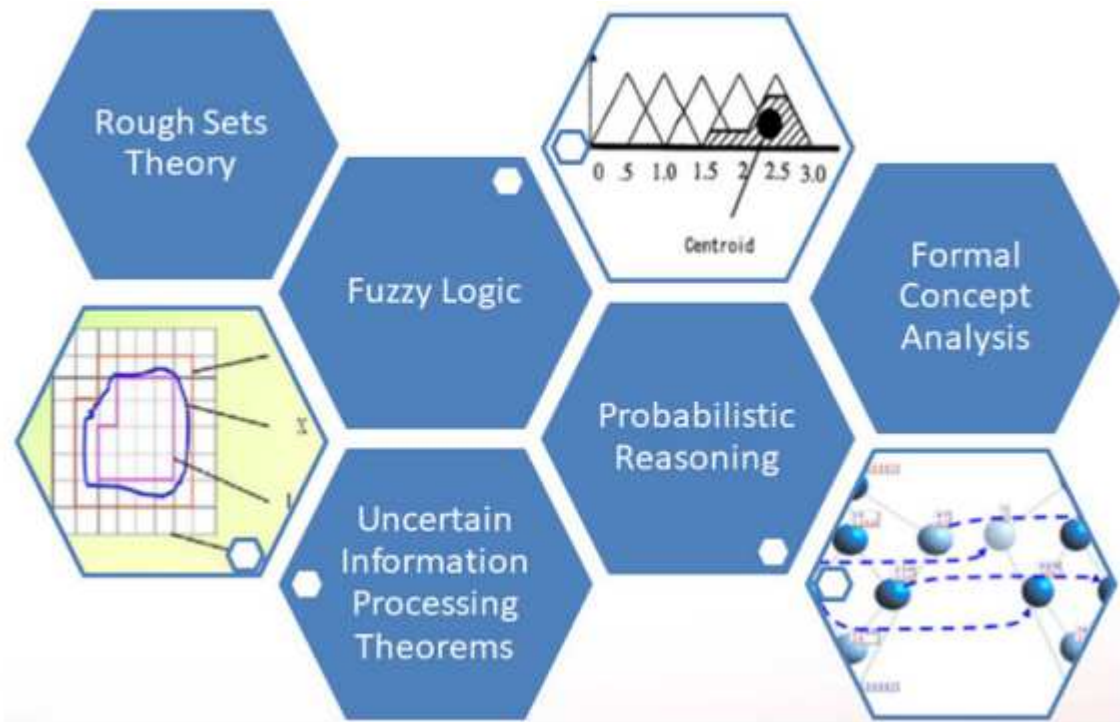 Rough Sets
Theory
Fuzzy Logic
0 .5 1.0 1.5 2 2.5 3.0
Centroid
Formal
Concept
Analysis
Probabilistic
Reasoning
Uncertain
Information
Processing
Theorems